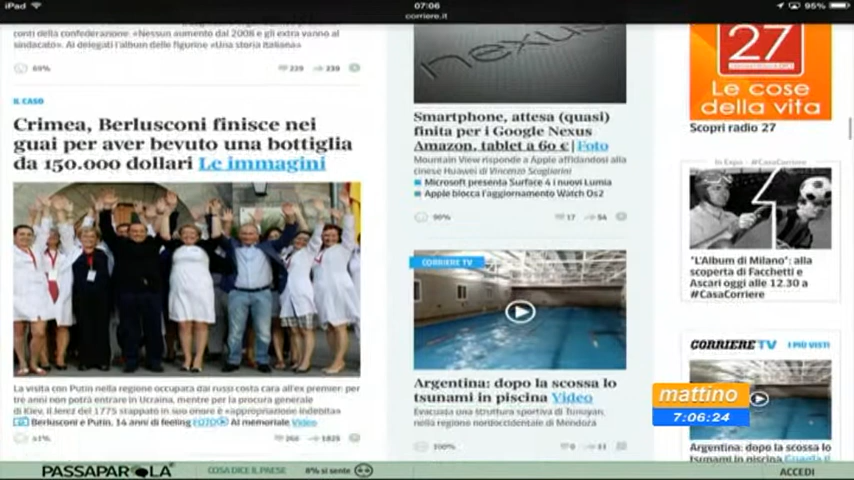 iPad
07:06
95%
corriere.it
conti della confederazione. «Nessun aumento dal 2008 e gli extra vanno al
sindacato». Ai delegati l'album delle figurine «Una storia italiana»
69%
229
239
IL CASO
Crimea, Berlusconi finisce nei
guai per aver bevuto una bottiglia
da 150.000 dollari Le immagini
La visita con Putin nella regione occupata dai russi costa cara all'ex premier: per
tre anni non potrà entrare in Ucraina, mentre per la procura generale
di Kiev, il Jerez del 1775 stappato in suo onore è «appropriazione indebita»
Berlusconi e Putin, 14 anni di feeling FOTO Al memoriale Video
41%
1825
nexus
Smartphone, attesa (quasi)
finita per i Google Nexus
Amazon, tablet a 60 € | Foto
Mountain View risponde a Apple affidandosi alla
cinese Huawei di Vincenzo Scagliarini
Microsoft presenta Surface 4 i nuovi Lumia
Apple blocca l'aggiornamento Watch Os2
90%
17
54
CORRIERE TV
Argentina: dopo la scossa lo
tsunami in piscina Video
Evacuata una struttura sportiva di Tunuyan,
nella regione nordoccidentale di Mendoza
100%
0
11
27
Le cose
della vita
Scopri radio 27
In Expo - #CasaCorriere
"L'Album di Milano": alla
scoperta di Facchetti e
Ascari oggi alle 12.30 a
#CasaCorriere
CORRIERE TV I PIÙ VISTI
mattino
7:06:24
Argentina: dopo la scossa lo
tsunami in piscina Guarda il
PASSAPAROLA
COSA DICE IL PAESE
8% si sente
ACCEDI